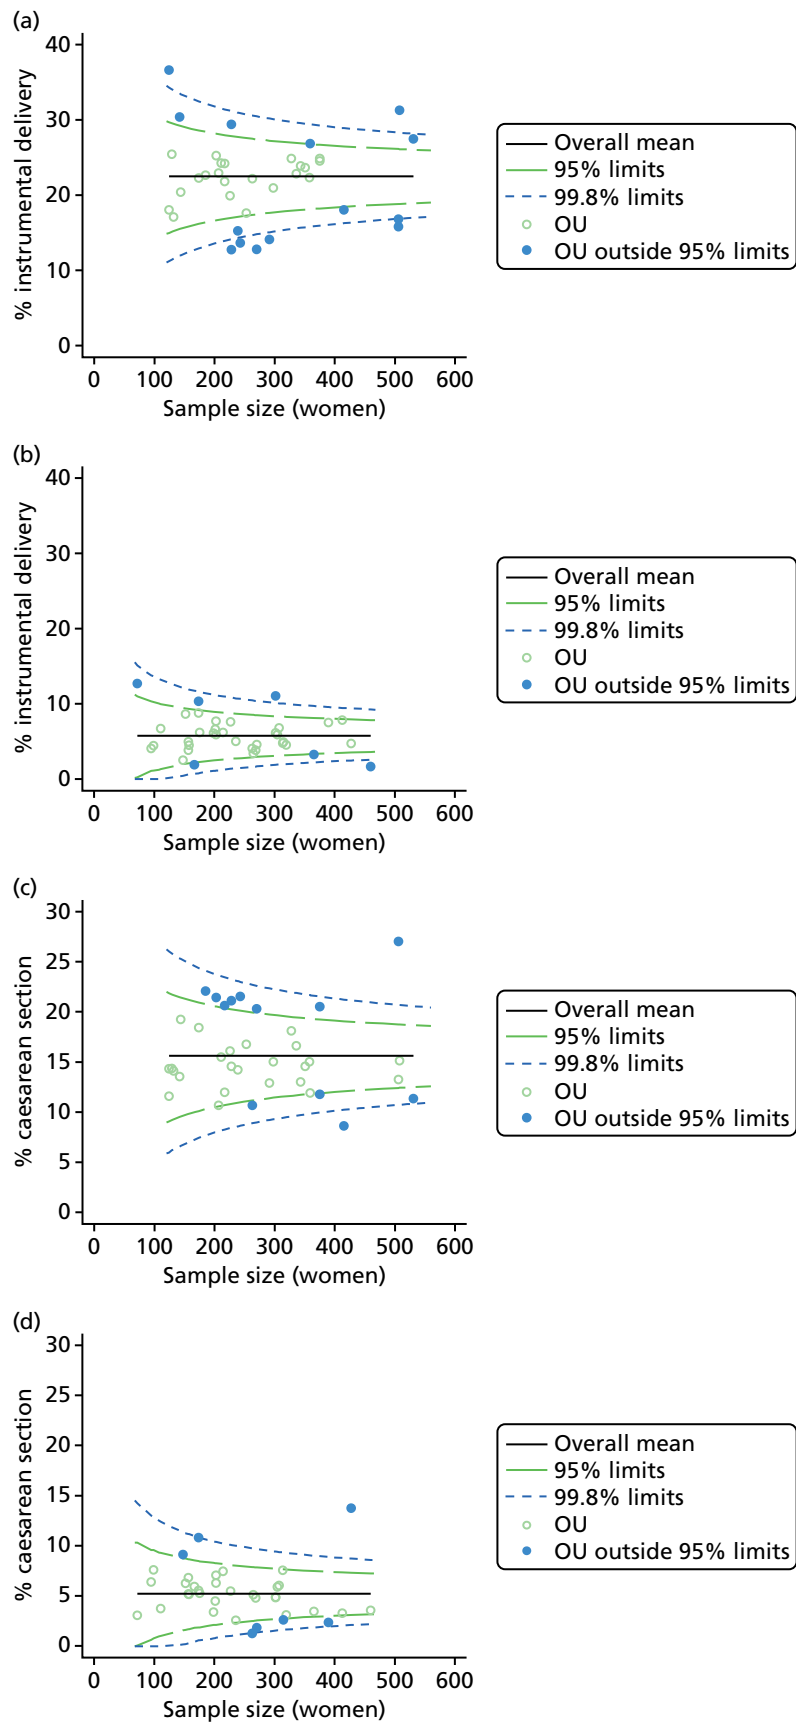 (a)
40
30
20
10
0
% instrumental delivery
0 100 200 300 400 500 600
Sample size (women)
Overall mean
95% limits
99.8% limits
OU
OU outside 95% limits
(b)
40
30
20
10
0
% instrumental delivery
0 100 200 300 400 500 600
Sample size (women)
Overall mean
95% limits
99.8% limits
OU
OU outside 95% limits
(c)
30
25
20
15
10
5
0
% caesarean section
0 100 200 300 400 500 600
Sample size (women)
Overall mean
95% limits
99.8% limits
OU
OU outside 95% limits
(d)
30
25
20
15
10
5
0
% caesarean section
0 100 200 300 400 500 600
Sample size (women)
Overall mean
95% limits
99.8% limits
OU
OU outside 95% limits